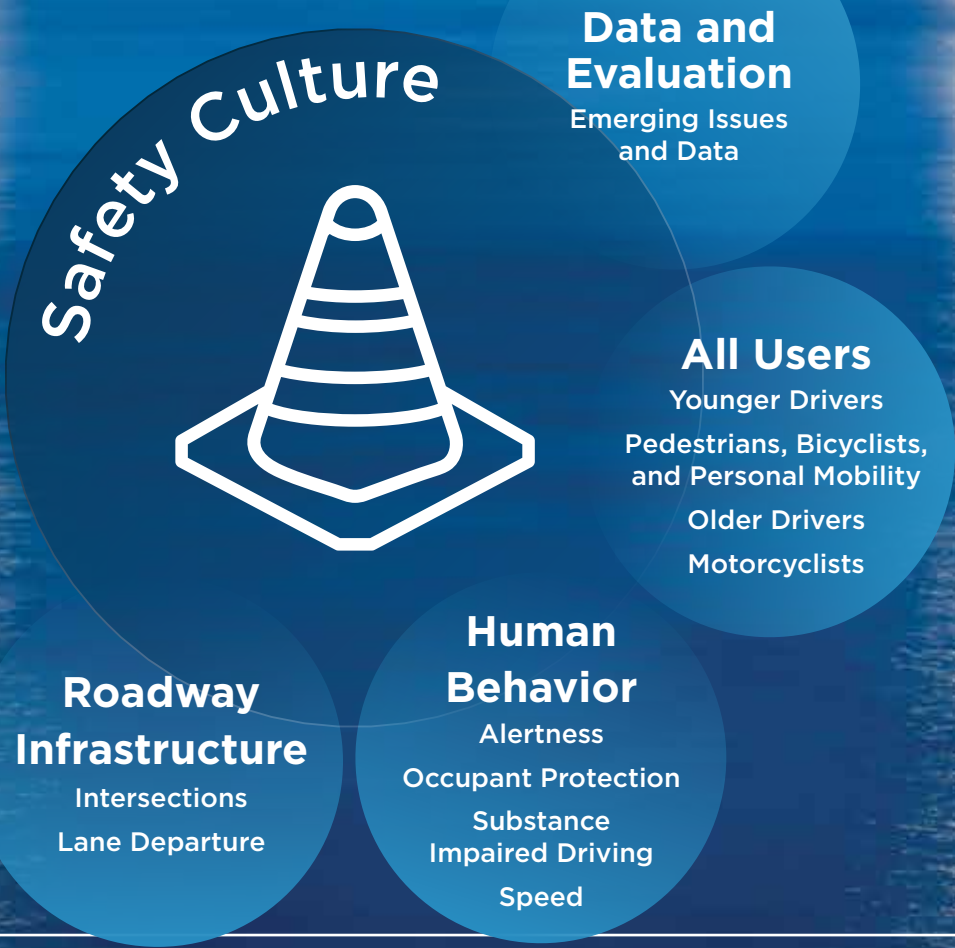 Safety Culture
Data and
Evaluation
Emerging Issues
and Data
All Users
Younger Drivers
Pedestrians, Bicyclists,
and Personal Mobility
Older Drivers
Motorcyclists
Human
Behavior
Alertness
Occupant Protection
Substance
Impaired Driving
Speed
Roadway
Infrastructure
Intersections
Lane Departure